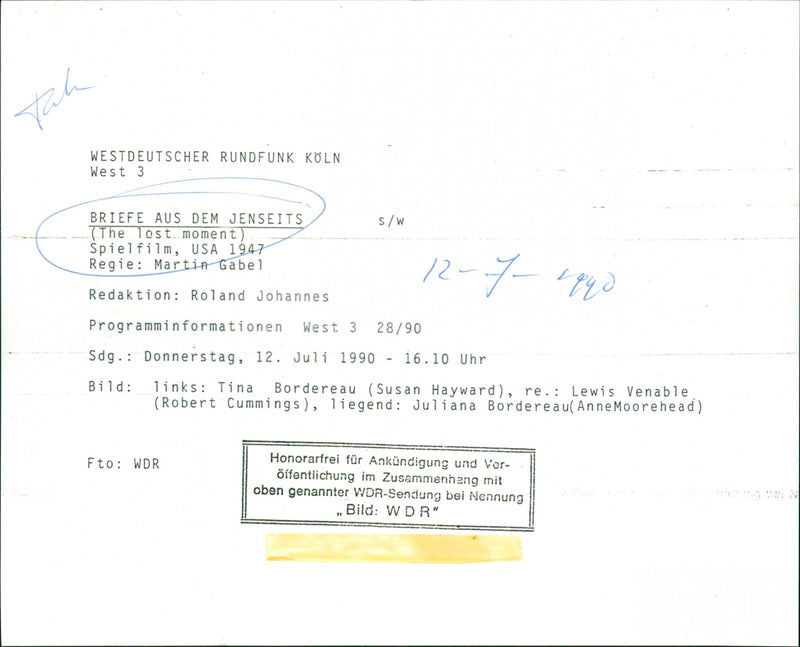 WESTDEUTSCHER RUNDFUNK KÖLN
West 3
BRIEFE AUS DEM JENSEITS s/w
(The lost moment)
Spielfilm, USA 1947
Regie: Martin Gabel
12-7-1990
Redaktion: Roland Johannes
Programminformationen West 3 28/90
Sdg.: Donnerstag, 12. Juli 1990 - 16.10 Uhr
Bild: links: Tina Bordereau (Susan Hayward), re.: Lewis Venable
(Robert Cummings), liegend: Juliana Bordereau(AnneMoorehead)
Fto: WDR
Honorarfrei für Ankündigung und Ver-
öffentlichung im Zusammenhang mit
oben genannter WDR-Sendung bei Nennung
„Bild: WDR"